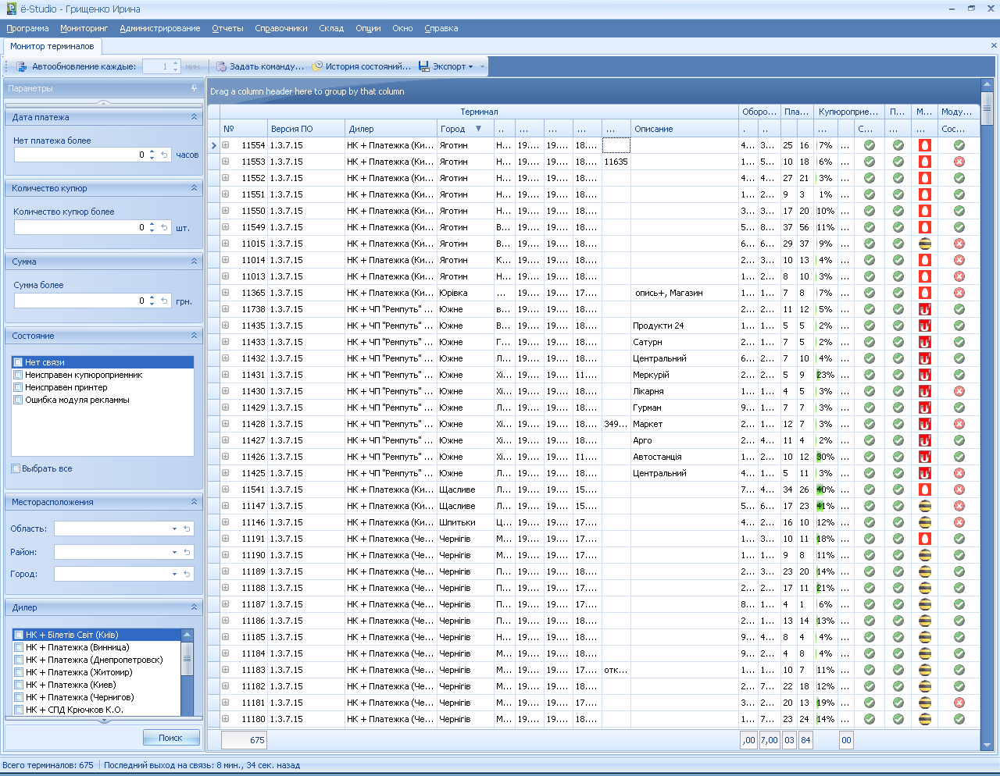 ё-Studio - Грищенко Ирина
Программа Мониторинг Администрирование Отчеты Справочники Склад Опции Окно Справка
Монитор терминалов
Автообновление каждые: 1 мин. Задать команду... История состояний... Экспорт
Параметры
Дата платежа
Нет платежа более
0 часов
Количество купюр
Количество купюр более
0 шт.
Сумма
Сумма более
0 грн.
Состояние
Нет связи
Неисправен купюроприемник
Неисправен принтер
Ошибка модуля рекламмы
Выбрать все
Месторасположения
Область:
Район:
Город:
Дилер
НК + Білетів Світ (Київ)
НК + Платежка (Винница)
НК + Платежка (Днепропетровск)
НК + Платежка (Житомир)
НК + Платежка (Киев)
НК + Платежка (Чернигов)
НК + СПД Крючков К.О.
Поиск
Drag a column header here to group by that column
Терминал Оборо... Пла... Купюроприе... П... М... Моду...
№ Версия ПО Дилер Город .. ... ... ... ... Описание . .. ... ... С... ... ... Сос...
11554 1.3.7.15 НК + Платежка (Ки... Яготин Н... 19.... 19.... 18.... 4... 3... 25 16 7% ...
11553 1.3.7.15 НК + Платежка (Ки... Яготин Н... 19.... 19.... 18.... 11635 1... 5... 10 18 6% ...
11552 1.3.7.15 НК + Платежка (Ки... Яготин Н... 19.... 19.... 18.... 4... 4... 27 21 3% ...
11551 1.3.7.15 НК + Платежка (Ки... Яготин Н... 19.... 19.... 18.... 1... 2... 9 3 1% ...
11550 1.3.7.15 НК + Платежка (Ки... Яготин Н... 19.... 19.... 18.... 3... 3... 17 20 10% ...
11549 1.3.7.15 НК + Платежка (Ки... Яготин В... 19.... 19.... 18.... 5... 8... 37 56 11% ...
11015 1.3.7.15 НК + Платежка (Ки... Яготин В... 19.... 19.... 18.... 6... 6... 29 37 9% ...
11014 1.3.7.15 НК + Платежка (Ки... Яготин К... 19.... 19.... 18.... 2... 3... 10 13 4% ...
11013 1.3.7.15 НК + Платежка (Ки... Яготин Н... 19.... 19.... 18.... 1... 2... 8 10 3% ...
11365 1.3.7.15 НК + Платежка (Ки... Юрівка ... 19.... 19.... 17.... опись+, Магазин 1... 1... 7 8 7% ...
11738 1.3.7.15 НК + ЧП "Ремпуть" ... Южне в... 19.... 19.... 18.... 2... 2... 11 12 5% ...
11435 1.3.7.15 НК + ЧП "Ремпуть" ... Южне В... 19.... 19.... 18.... Продукти 24 1... 1... 5 5 2% ...
11433 1.3.7.15 НК + ЧП "Ремпуть" ... Южне Г... 19.... 19.... 18.... Сатурн 2... 1... 7 5 2% ...
11432 1.3.7.15 НК + ЧП "Ремпуть" ... Южне Л... 19.... 19.... 18.... Центральний 6... 2... 7 10 4% ...
11431 1.3.7.15 НК + ЧП "Ремпуть" ... Южне Хі... 19.... 19.... 11.... Меркурій 2... 2... 5 9 23% ...
11430 1.3.7.15 НК + ЧП "Ремпуть" ... Южне Хі... 19.... 19.... 18.... Лікарня 1... 1... 4 5 3% ...
11429 1.3.7.15 НК + ЧП "Ремпуть" ... Южне Л... 19.... 19.... 18.... Гурман 9... 1... 7 7 3% ...
11428 1.3.7.15 НК + ЧП "Ремпуть" ... Южне Хі... 19.... 19.... 18.... 349... Маркет 2... 1... 12 7 3% ...
11427 1.3.7.15 НК + ЧП "Ремпуть" ... Южне Хі... 19.... 19.... 18.... Арго 2... 4... 11 4 2% ...
11426 1.3.7.15 НК + ЧП "Ремпуть" ... Южне Хі... 19.... 19.... 11.... Автостанція 1... 2... 10 12 30% ...
11425 1.3.7.15 НК + ЧП "Ремпуть" ... Южне Л... 19.... 19.... 18.... Центральний 4... 1... 5 11 3% ...
11541 1.3.7.15 НК + Платежка (Ки... Щасливе Л... 19.... 19.... 15.... 7... 4... 34 26 40% ...
11147 1.3.7.15 НК + Платежка (Ки... Щасливе Л... 19.... 19.... 15.... 5... 6... 17 23 41% ...
11146 1.3.7.15 НК + Платежка (Ки... Шпитьки Ц... 19.... 19.... 17.... 4... 2... 16 10 12% ...
11191 1.3.7.15 НК + Платежка (Че... Чернігів М... 19.... 19.... 17.... 1... 3... 10 11 18% ...
11190 1.3.7.15 НК + Платежка (Че... Чернігів М... 19.... 19.... 17.... 1... 1... 9 8 11% ...
11189 1.3.7.15 НК + Платежка (Че... Чернігів П... 19.... 19.... 18.... 2... 3... 23 20 14% ...
11188 1.3.7.15 НК + Платежка (Че... Чернігів П... 19.... 19.... 17.... 2... 2... 17 11 21% ...
11187 1.3.7.15 НК + Платежка (Че... Чернігів П... 19.... 19.... 17.... 8... 1... 4 1 6% ...
11186 1.3.7.15 НК + Платежка (Че... Чернігів П... 19.... 19.... 18.... 2... 1... 13 14 13% ...
11185 1.3.7.15 НК + Платежка (Че... Чернігів Н... 19.... 19.... 18.... 9... 4... 8 4 4% ...
11184 1.3.7.15 НК + Платежка (Че... Чернігів М... 19.... 19.... 17.... 9... 2... 4 8 4% ...
11183 1.3.7.15 НК + Платежка (Че... Чернігів М... 19.... 19.... 17.... отк... 1... 1... 10 7 11% ...
11182 1.3.7.15 НК + Платежка (Че... Чернігів М... 19.... 19.... 18.... 2... 7... 22 18 12% ...
11181 1.3.7.15 НК + Платежка (Че... Чернігів М... 19.... 19.... 17.... 3... 2... 20 13 19% ...
11180 1.3.7.15 НК + Платежка (Че... Чернігів М... 19.... 19.... 18.... 1... 7... 23 24 14% ...
675 ,00 7,00 03 84 00
Всего терминалов: 675 Последний выход на связь: 8 мин., 34 сек. назад